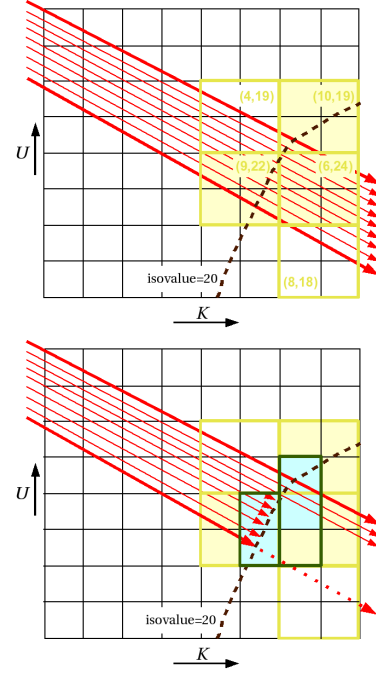 (4,19) (10,19)
U
(9,22) (6,24)
isovalue=20
(8,18)
K
U
isovalue=20
K